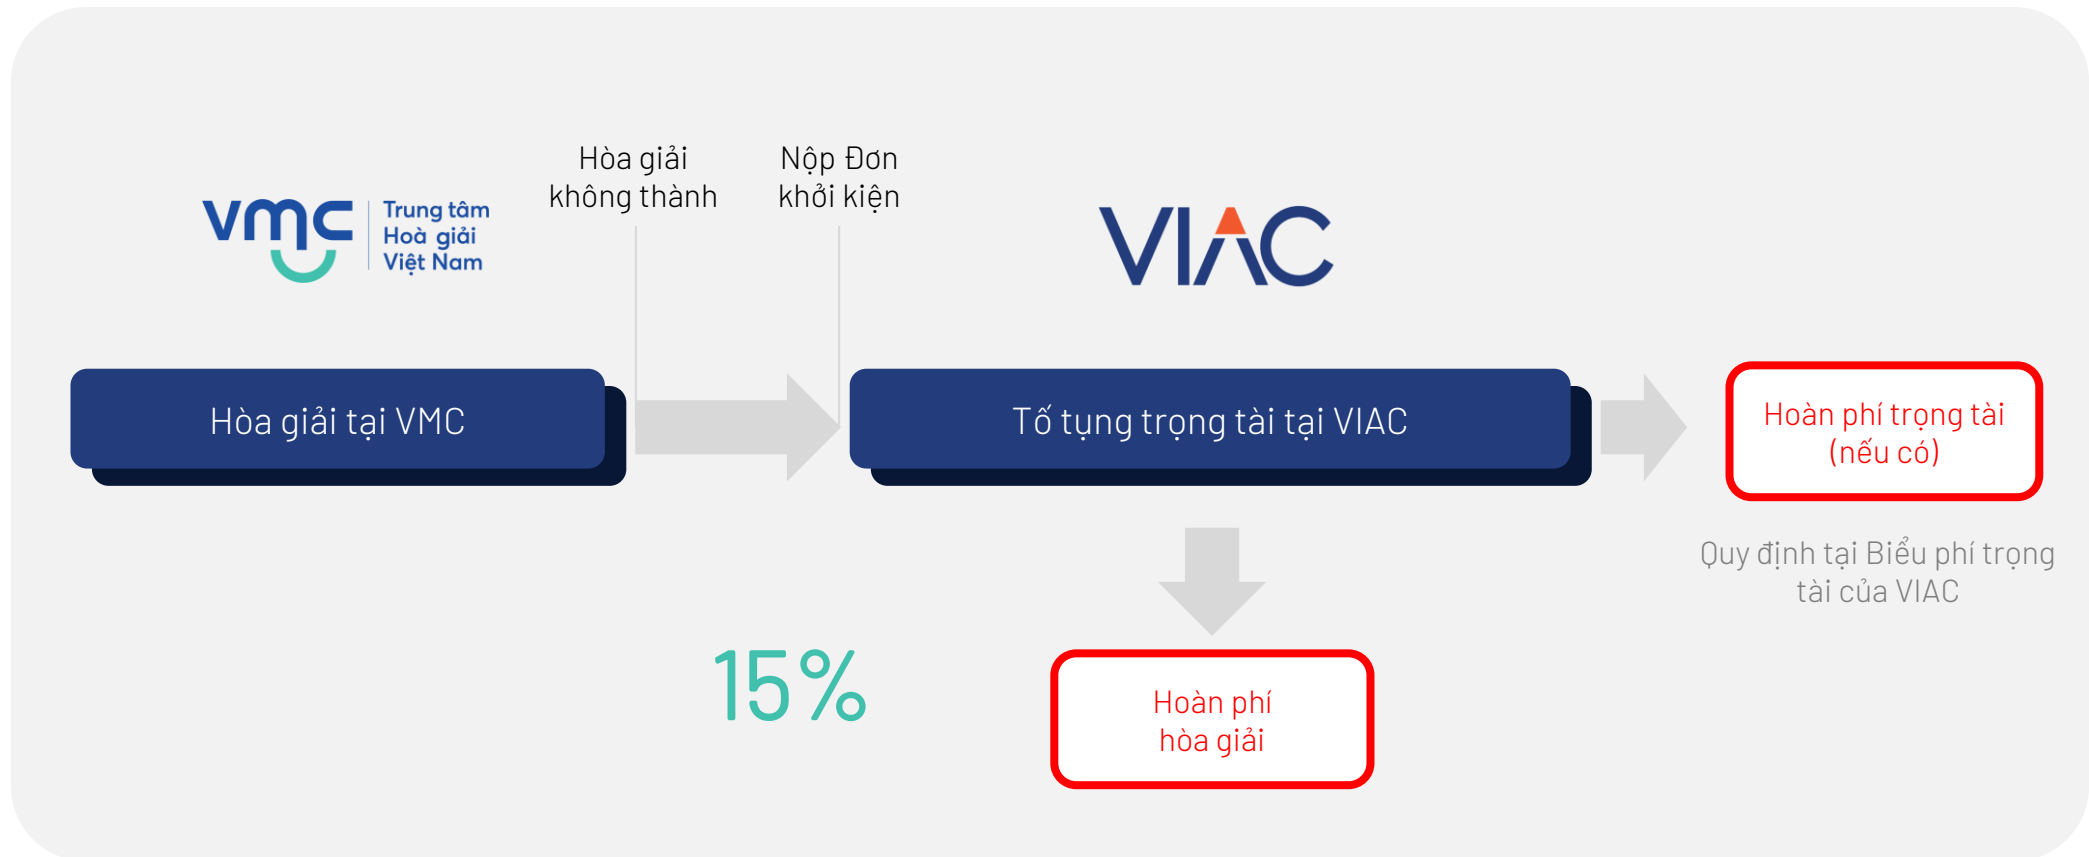 Hòa giải
không thành
Nộp Đơn
khởi kiện
vmc
Trung tâm
Hoà giải
Việt Nam
VIAC
Hòa giải tại VMC
Tố tụng trọng tài tại VIAC
Hoàn phí trọng tài
(nếu có)
Quy định tại Biểu phí trọng
tài của VIAC
15%
Hoàn phí
hòa giải